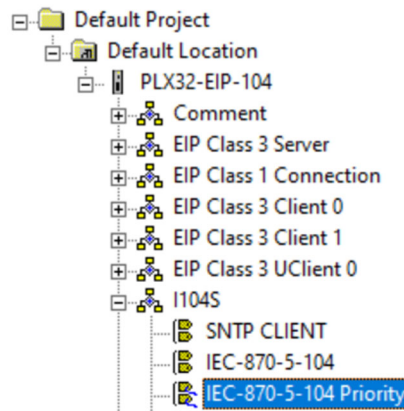 Default Project
Default Location
PLX32-EIP-104
Comment
EIP Class 3 Server
EIP Class 1 Connection
EIP Class 3 Client 0
EIP Class 3 Client 1
EIP Class 3 UClient 0
I104S
SNTP CLIENT
IEC-870-5-104
IEC-870-5-104 Priority